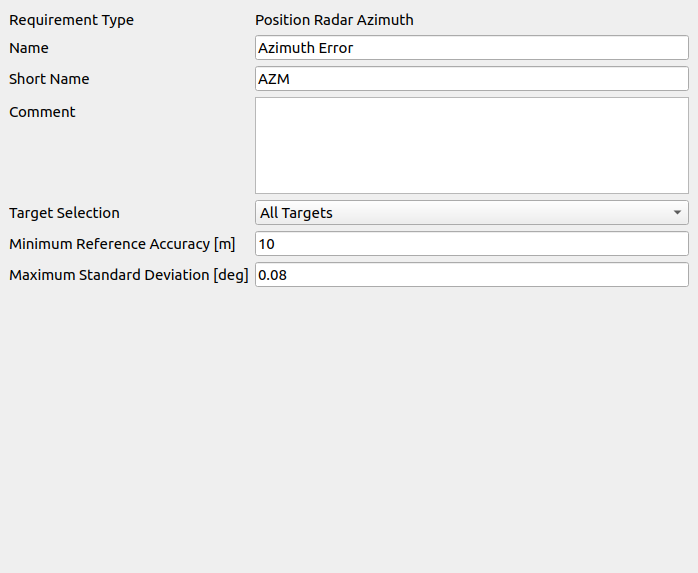 Requirement Type Position Radar Azimuth
Name Azimuth Error
Short Name AZM
Comment
Target Selection All Targets
Minimum Reference Accuracy [m] 10
Maximum Standard Deviation [deg] 0.08